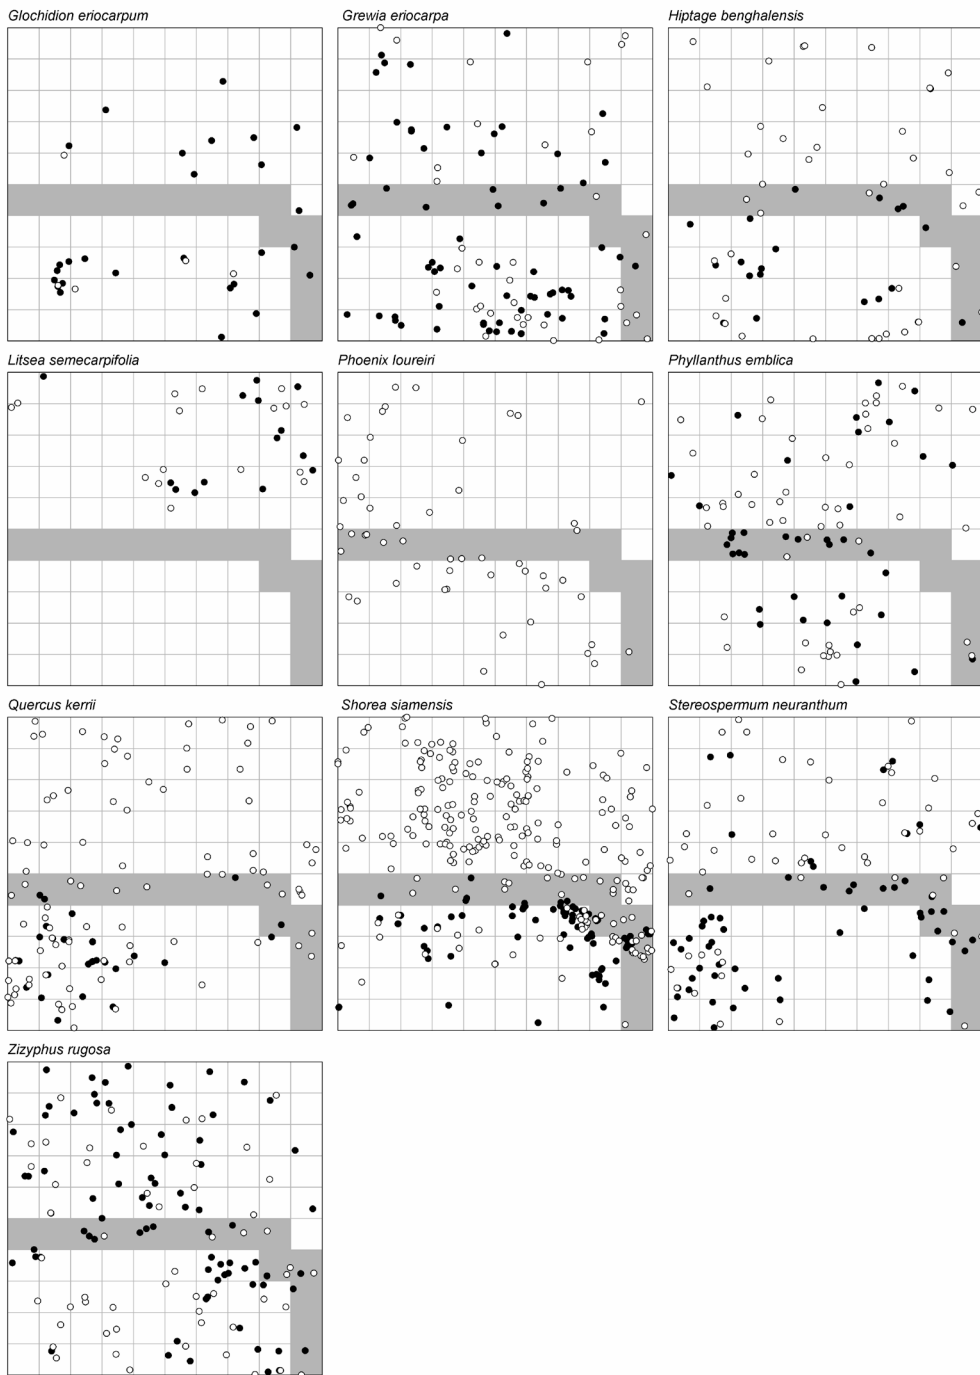 Glochidion eriocarpum
Grewia eriocarpa
Hiptage benghalensis
Litsea semecarpifolia
Phoenix loureiri
Phyllanthus emblica
Quercus kerrii
Shorea siamensis
Stereospermum neuranthum
Zizyphus rugosa